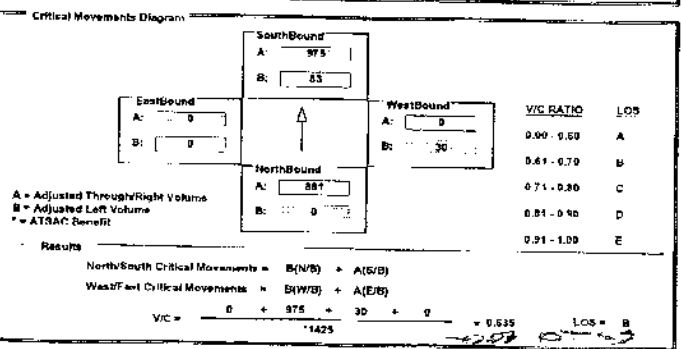 Critical Movements Diagram
SouthBound
A: 975
B: 53
EastBound
A: 0
B: 0
WestBound
A: 0
B: 30
NorthBound
A:
B: 0
V/C RATIO LOS
0.00 - 0.60 A
0.61 - 0.70 B
0.71 - 0.80 C
0.81 - 0.90 D
0.91 - 1.00 E
A = Adjusted Through/Right Volume
B = Adjusted Left Volume
* = ATSAC Benefit
Results
North/South Critical Movements = B(N/B) + A(S/B)
West/East Critical Movements = B(W/B) + A(E/B)
V/C = 0 + 975 + 30 + 0 = 0.635 LOS = B
*1425